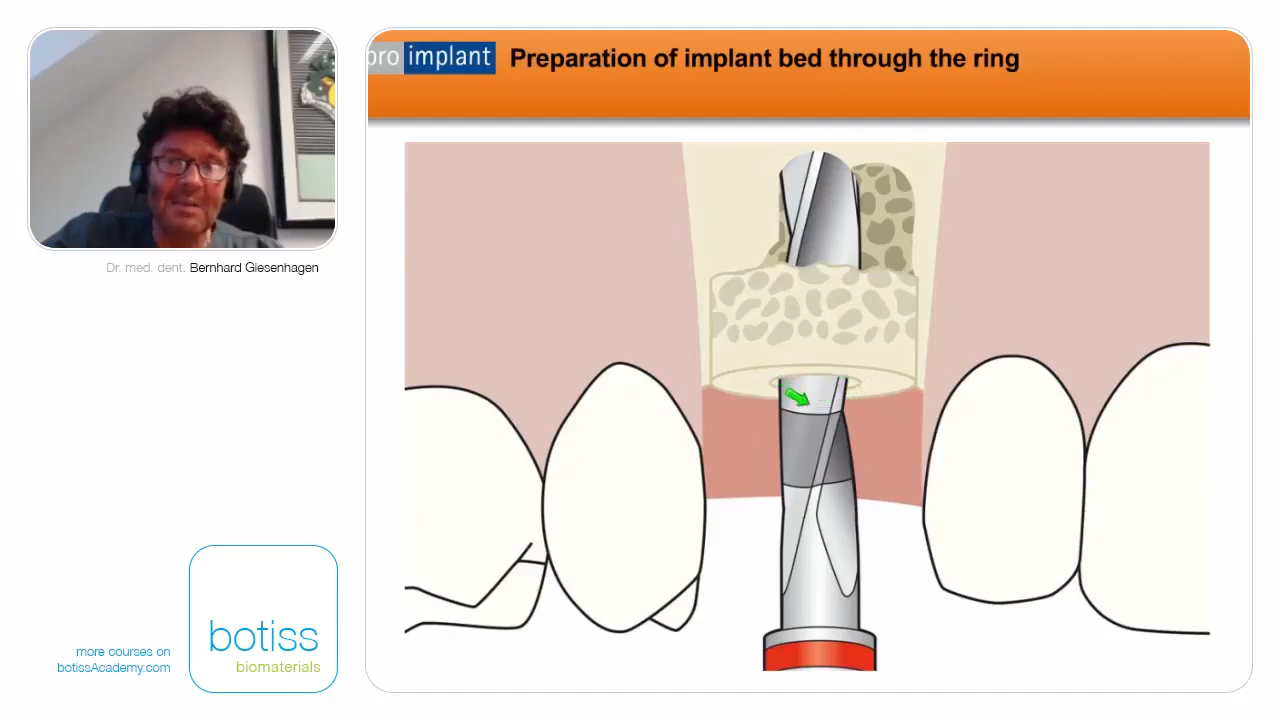 pro implant
Preparation of implant bed through the ring
Dr. med. dent. Bernhard Giesenhagen
botiss
biomaterials
more courses on
botissAcademy.com